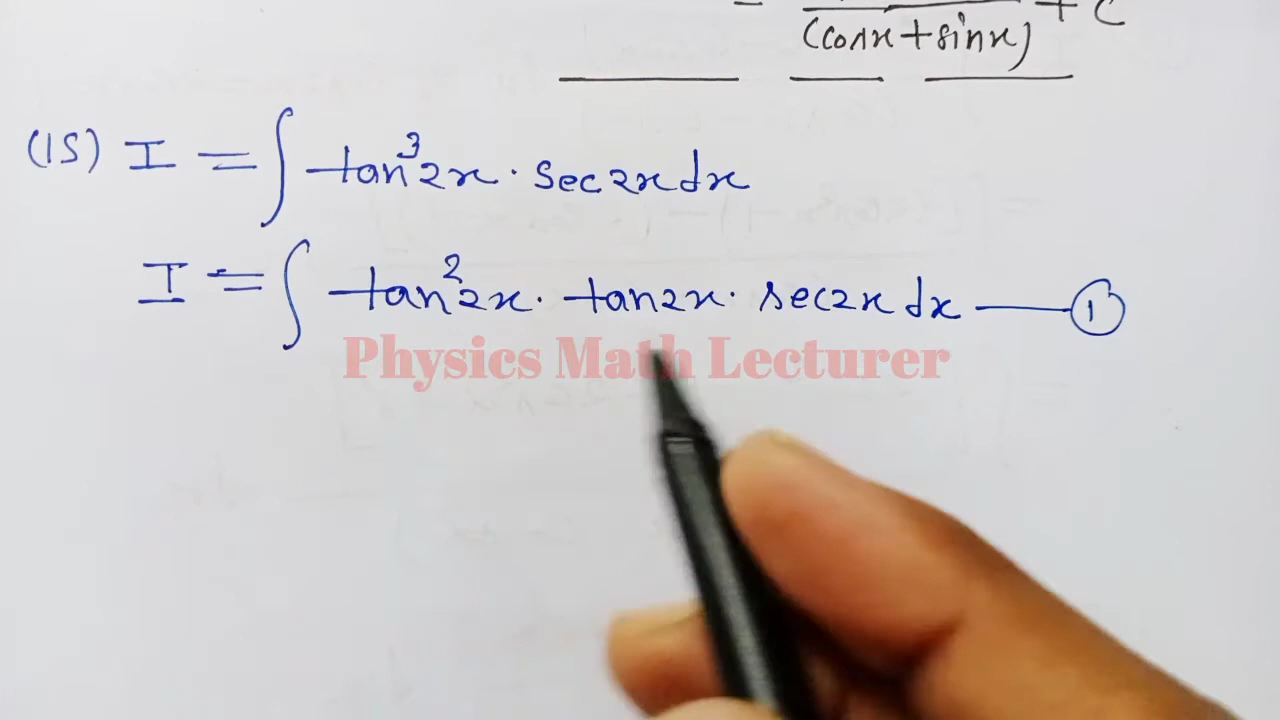 = (cosx+sinx) + C
(15) I = ∫ tan³2x · sec2x dx
I = ∫ tan²2x · tan2x · sec2x dx —— ①
Physics Math Lecturer